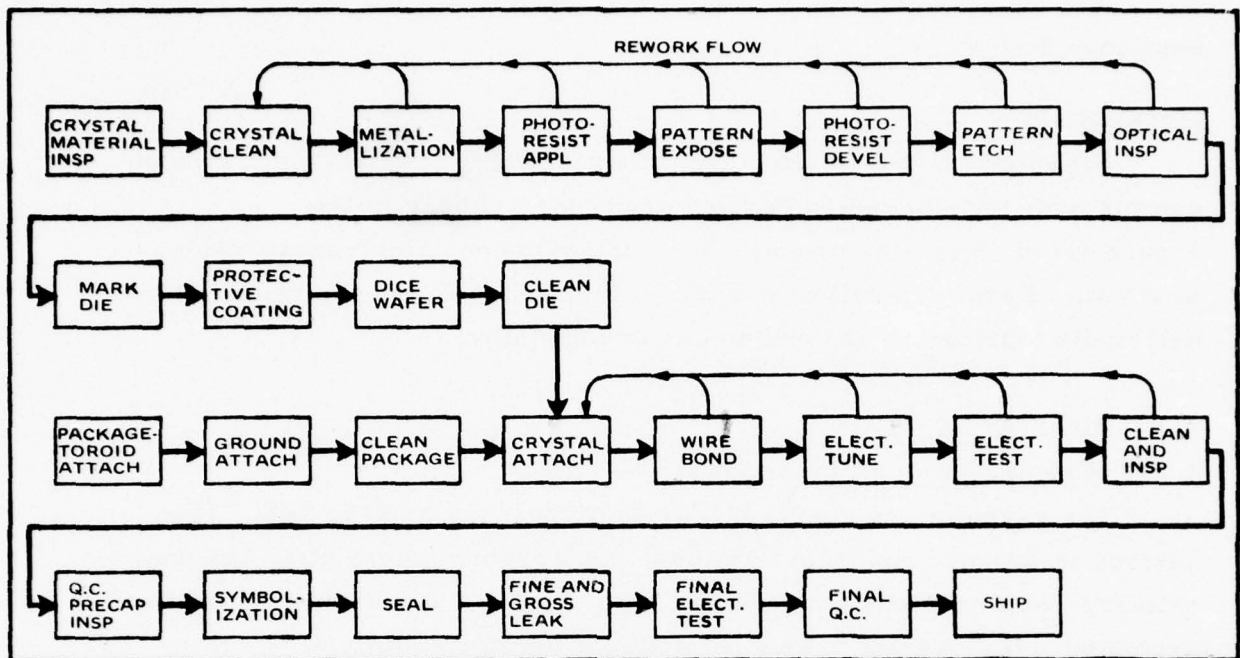 REWORK FLOW
CRYSTAL
MATERIAL
INSP
CRYSTAL
CLEAN
METAL-
LIZATION
PHOTO-
RESIST
APPL
PATTERN
EXPOSE
PHOTO-
RESIST
DEVEL
PATTERN
ETCH
OPTICAL
INSP
MARK
DIE
PROTEC-
TIVE
COATING
DICE
WAFER
CLEAN
DIE
PACKAGE-
TOROID
ATTACH
GROUND
ATTACH
CLEAN
PACKAGE
CRYSTAL
ATTACH
WIRE
BOND
ELECT.
TUNE
ELECT.
TEST
CLEAN
AND
INSP
Q.C.
PRECAP
INSP
SYMBOL-
IZATION
SEAL
FINE AND
GROSS
LEAK
FINAL
ELECT.
TEST
FINAL
Q.C.
SHIP